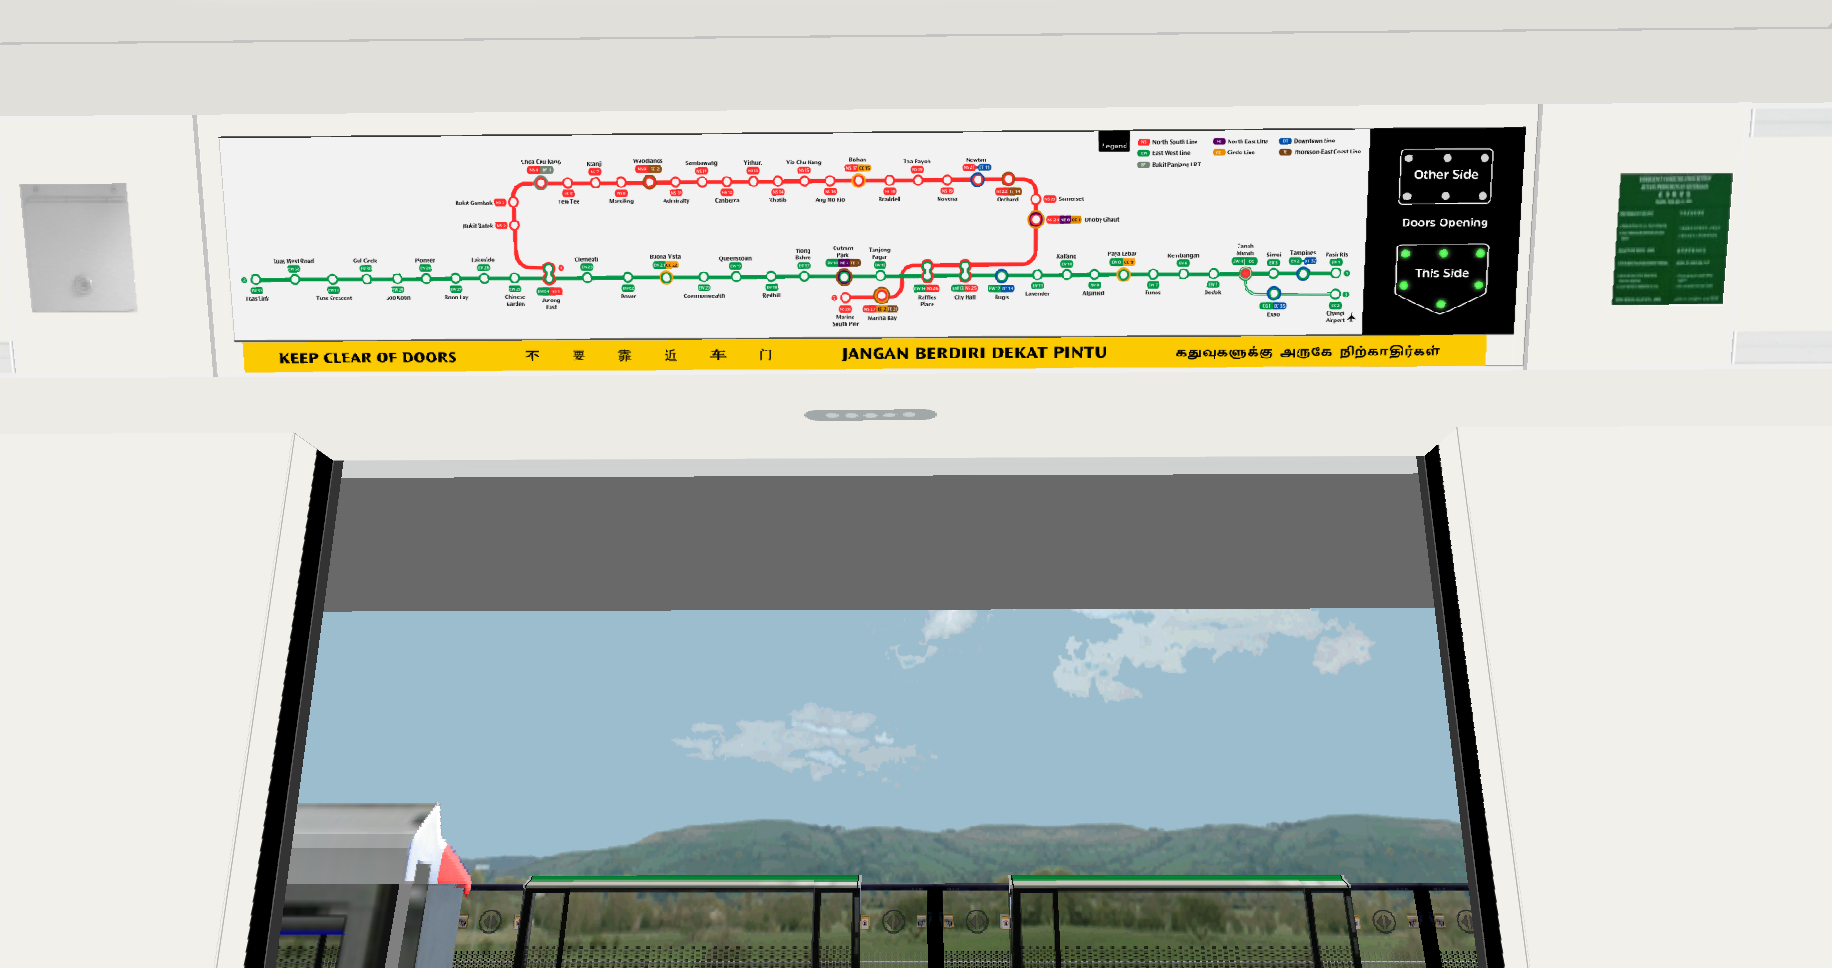 Legend
North South Line
North East Line
Downtown Line
East West Line
Circle Line
Thomson-East Coast Line
Bukit Panjang LRT
Choa Chu Kang
Kranji
Woodlands
Sembawang
Yishun
Yio Chu Kang
Bishan
Toa Payoh
Newton
Yew Tee
Marsiling
Admiralty
Canberra
Khatib
Ang Mo Kio
Braddell
Novena
Orchard
Bukit Gombak
Somerset
Dhoby Ghaut
Bukit Batok
Tuas West Road
Gul Circle
Pioneer
Lakeside
Clementi
Buona Vista
Queenstown
Tiong Bahru
Outram Park
Tanjong Pagar
Kallang
Paya Lebar
Kembangan
Tanah Merah
Simei
Tampines
Pasir Ris
Tuas Link
Tuas Crescent
Joo Koon
Boon Lay
Chinese Garden
Jurong East
Dover
Commonwealth
Redhill
Marina South Pier
Marina Bay
Raffles Place
City Hall
Bugis
Lavender
Aljunied
Eunos
Bedok
Expo
Changi Airport
Other Side
Doors Opening
This Side
KEEP CLEAR OF DOORS
不要靠近车门
JANGAN BERDIRI DEKAT PINTU
கதவுகளுக்கு அருகே நிற்காதிர்கள்